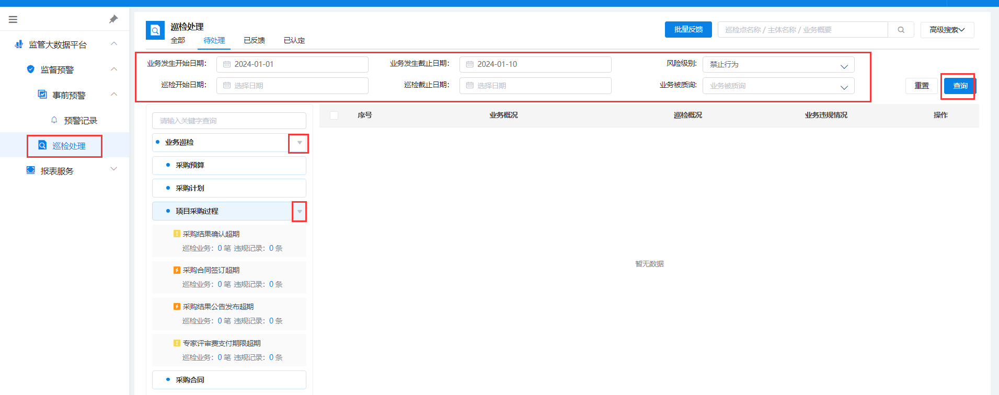 监管大数据平台
监督预警
事前预警
预警记录
巡检处理
报表服务
巡检处理
全部 待处理 已反馈 已认定
批量反馈 巡检点名称 / 主体名称 / 业务概要 高级搜索
业务发生开始日期: 2024-01-01 业务发生截止日期: 2024-01-10 风险级别: 禁止行为
巡检开始日期: 选择日期 巡检截止日期: 选择日期 业务被质询: 业务被质询 重置 查询
请输入关键字查询
业务巡检
采购预算
采购计划
项目采购过程
采购结果确认超期
巡检业务: 0 笔 违规记录: 0 条
采购合同签订超期
巡检业务: 0 笔 违规记录: 0 条
采购结果公告发布超期
巡检业务: 0 笔 违规记录: 0 条
专家评审费支付期限超期
巡检业务: 0 笔 违规记录: 0 条
采购合同
序号 业务概况 巡检概况 业务违规情况 操作
暂无数据